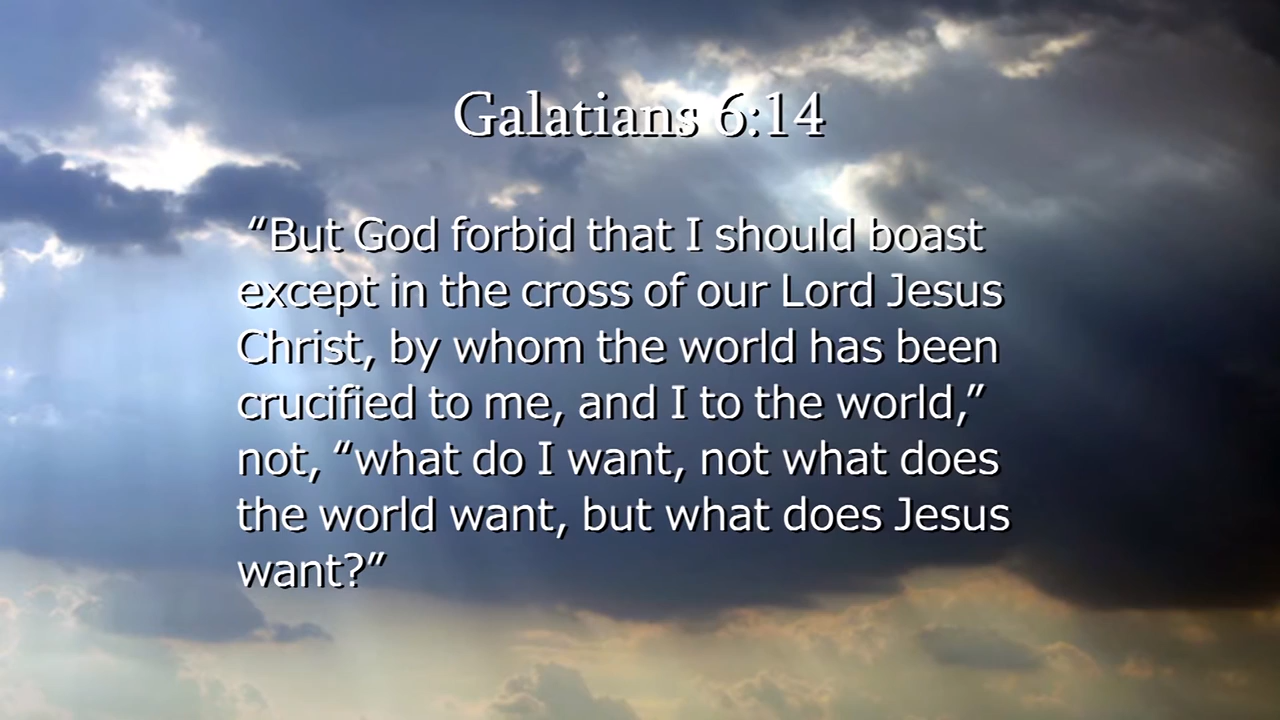 Galatians 6:14
“But God forbid that I should boast
except in the cross of our Lord Jesus
Christ, by whom the world has been
crucified to me, and I to the world,”
not, “what do I want, not what does
the world want, but what does Jesus
want?”